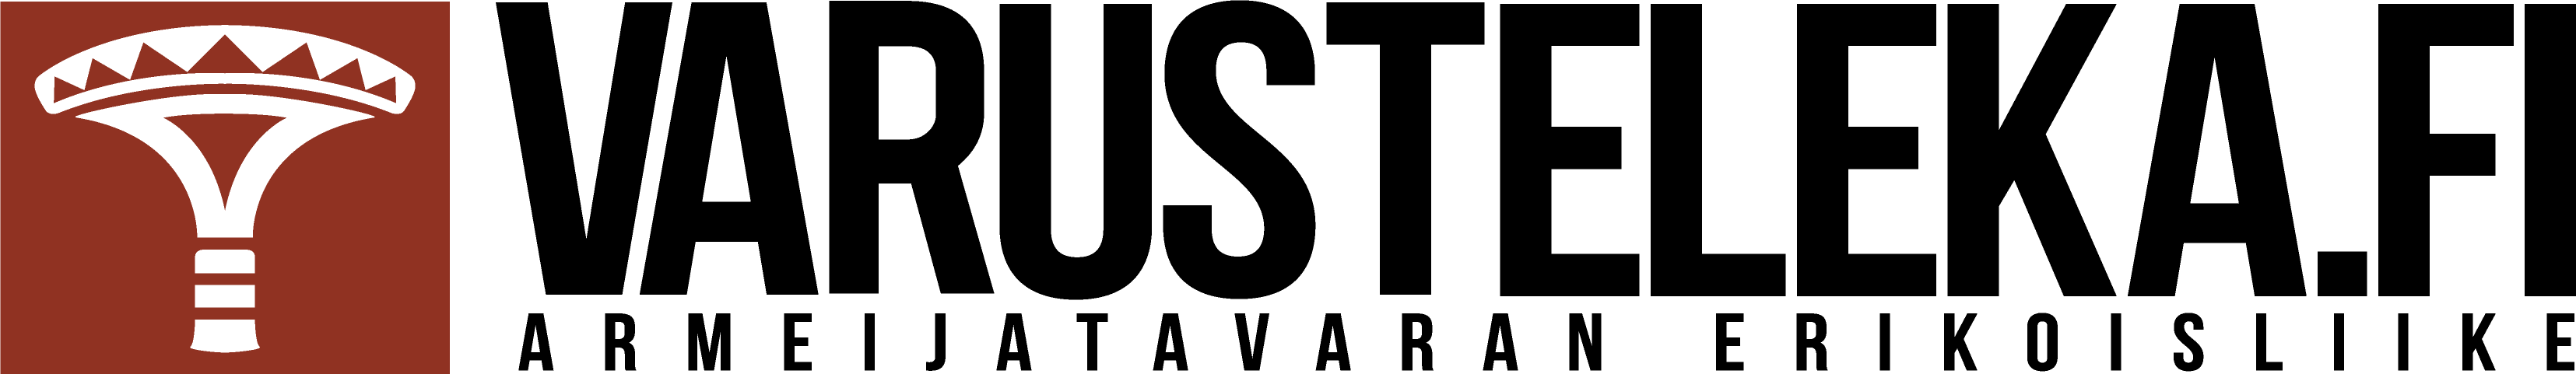 VARUSTELEKA.FI
ARMEIJATAVARAN ERIKOISLIIKE